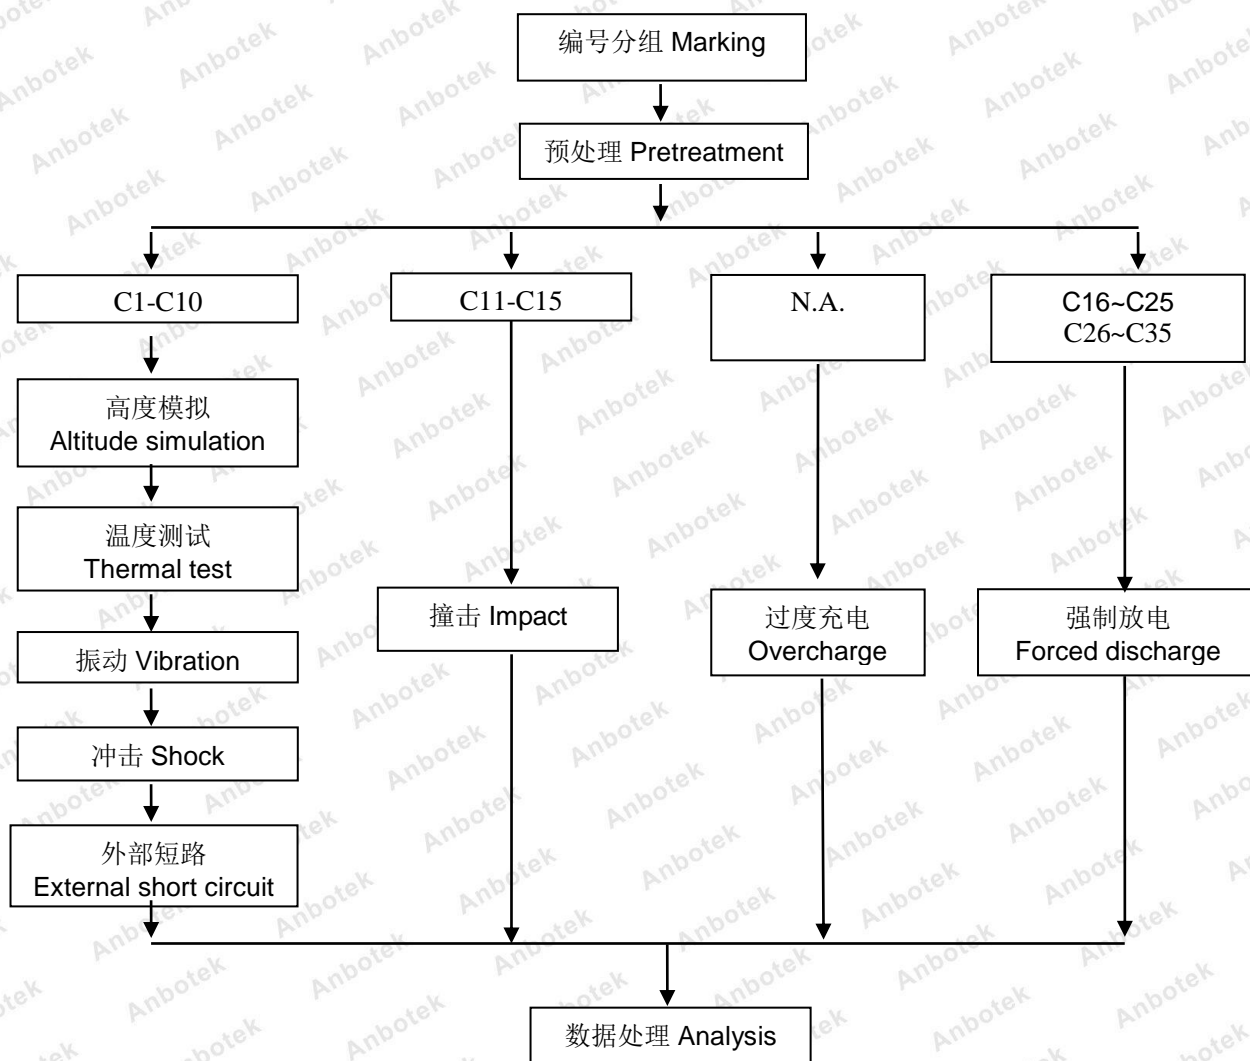 编号分组 Marking
预处理 Pretreatment
C1-C10
C11-C15
N.A.
C16~C25
C26~C35
高度模拟
Altitude simulation
温度测试
Thermal test
振动 Vibration
冲击 Shock
外部短路
External short circuit
撞击 Impact
过度充电
Overcharge
强制放电
Forced discharge
数据处理 Analysis
Anbotek